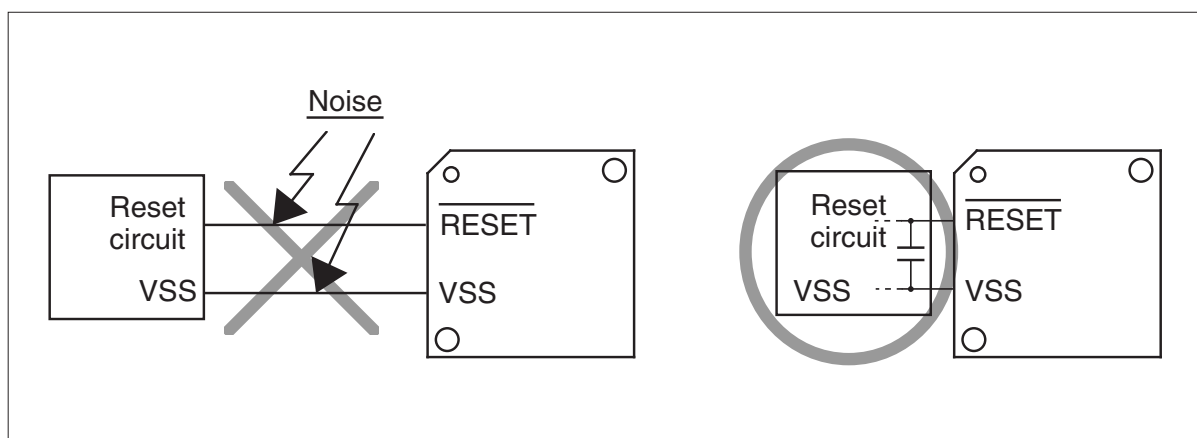 Noise
Reset
circuit
VSS
RESET
VSS
Reset
circuit
VSS
RESET
VSS